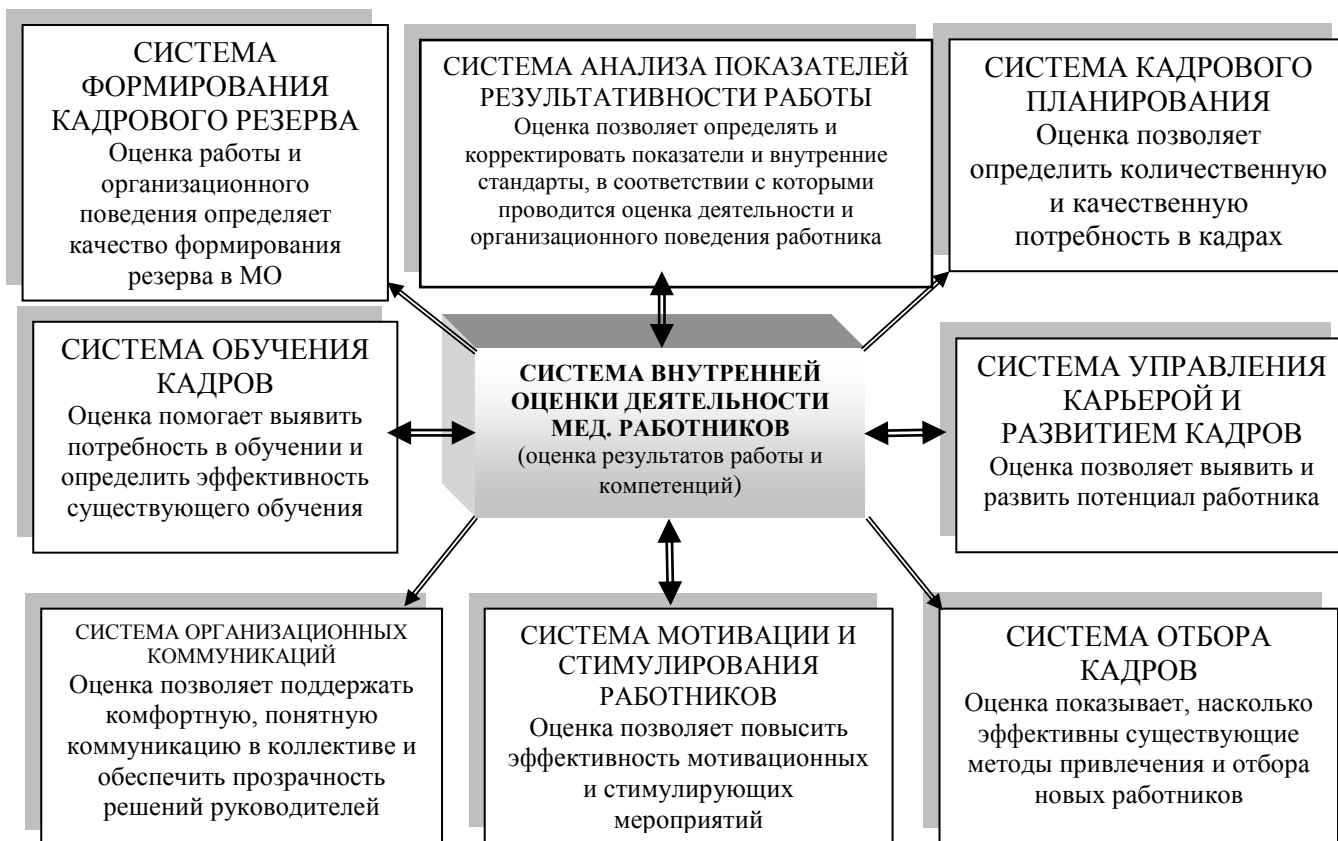 СИСТЕМА
ФОРМИРОВАНИЯ
КАДРОВОГО РЕЗЕРВА
Оценка работы и
организационного
поведения определяет
качество формирования
резерва в МО
СИСТЕМА АНАЛИЗА ПОКАЗАТЕЛЕЙ
РЕЗУЛЬТАТИВНОСТИ РАБОТЫ
Оценка позволяет определять и
корректировать показатели и внутренние
стандарты, в соответствии с которыми
проводится оценка деятельности и
организационного поведения работника
СИСТЕМА КАДРОВОГО
ПЛАНИРОВАНИЯ
Оценка позволяет
определить количественную
и качественную
потребность в кадрах
СИСТЕМА ОБУЧЕНИЯ
КАДРОВ
Оценка помогает выявить
потребность в обучении и
определить эффективность
существующего обучения
СИСТЕМА ВНУТРЕННЕЙ
ОЦЕНКИ ДЕЯТЕЛЬНОСТИ
МЕД. РАБОТНИКОВ
(оценка результатов работы и
компетенций)
СИСТЕМА УПРАВЛЕНИЯ
КАРЬЕРОЙ И
РАЗВИТИЕМ КАДРОВ
Оценка позволяет выявить и
развить потенциал работника
СИСТЕМА ОРГАНИЗАЦИОННЫХ
КОММУНИКАЦИЙ
Оценка позволяет поддержать
комфортную, понятную
коммуникацию в коллективе и
обеспечить прозрачность
решений руководителей
СИСТЕМА МОТИВАЦИИ И
СТИМУЛИРОВАНИЯ
РАБОТНИКОВ
Оценка позволяет повысить
эффективность мотивационных
и стимулирующих
мероприятий
СИСТЕМА ОТБОРА
КАДРОВ
Оценка показывает, насколько
эффективны существующие
методы привлечения и отбора
новых работников